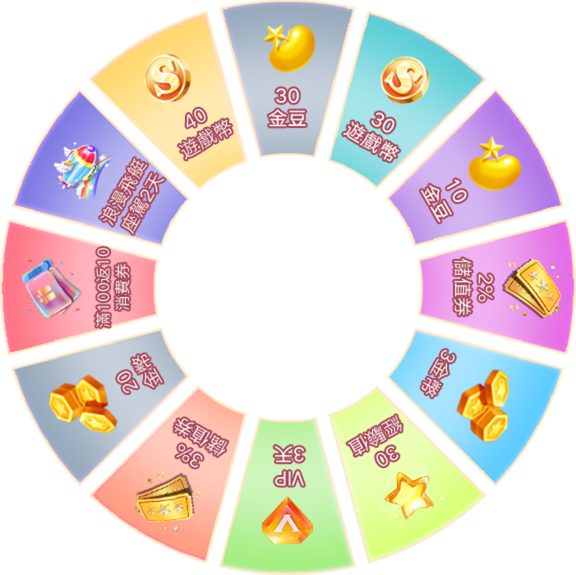 30
金豆
30
遊戲幣
10
金豆
2%
儲值券
3金幣
30
經驗值
VIP
3天
3%
儲值券
20
金幣
滿100返10
消費券
浪漫飛艇
座駕2天
40
遊戲幣